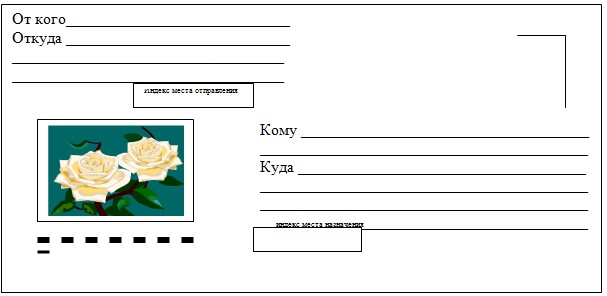 От кого
Откуда
Индекс места отправления
Кому
Куда
индекс места назначения